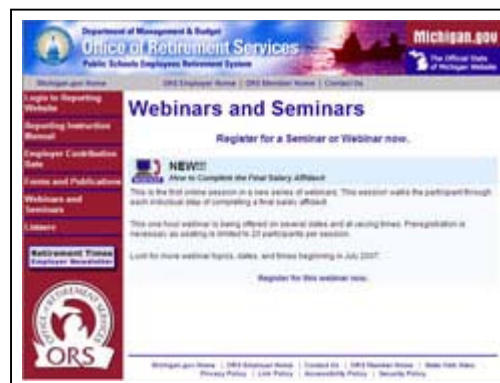 Department of Management & Budget
Office of Retirement Services
Public Schools Employees Retirement System
Michigan.gov
The Official State
of Michigan Website
Michigan.gov Home
ORS Employer Home | ORS Member Home | Contact Us
Login to Reporting
Website
Reporting Instruction
Manual
Employer Contribution
Rate
Forms and Publications
Webinars and
Seminars
Retirement Times
Employer Newsletter
OFFICE OF RETIREMENT SERVICES
ORS
Webinars and Seminars
Register for a Seminar or Webinar now.
NEW!!!
How to Complete the Final Salary Affidavit
This is the first online session in a new series of webinars. This session walks the participant through
each individual step of completing a final salary affidavit.
This one hour webinar is being offered on several dates and at varying times. Preregistration is
necessary as seating is limited to 20 participants per session.
Look for more webinar topics, dates, and times beginning in July 2007.
Register for this webinar now.
Michigan.gov Home | ORS Employer Home | Contact Us | ORS Member Home | State Web Sites
Privacy Policy | Link Policy | Accessibility Policy | Security Policy